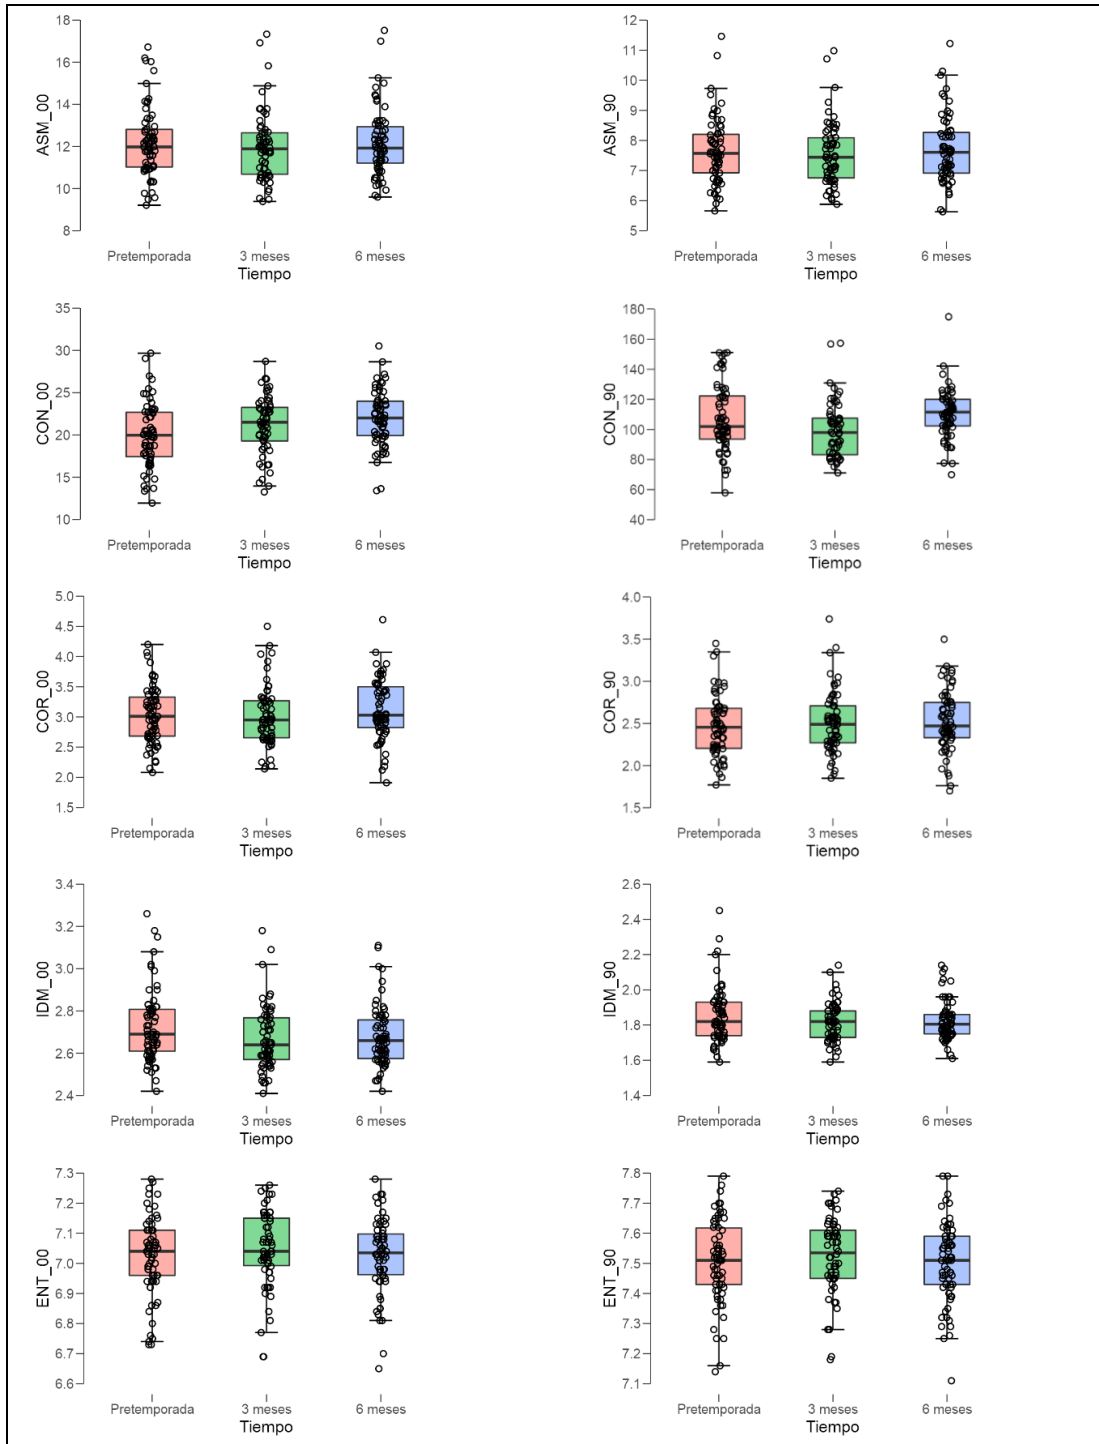 18
16
14
12
10
8
ASM_00
Pretemporada 3 meses 6 meses
Tiempo
12
11
10
9
8
7
6
5
ASM_90
Pretemporada 3 meses 6 meses
Tiempo
35
30
25
20
15
10
CON_00
Pretemporada 3 meses 6 meses
Tiempo
180
160
140
120
100
80
60
40
CON_90
Pretemporada 3 meses 6 meses
Tiempo
5.0
4.5
4.0
3.5
3.0
2.5
2.0
1.5
COR_00
Pretemporada 3 meses 6 meses
Tiempo
4.0
3.5
3.0
2.5
2.0
1.5
COR_90
Pretemporada 3 meses 6 meses
Tiempo
3.4
3.2
3.0
2.8
2.6
2.4
IDM_00
Pretemporada 3 meses 6 meses
Tiempo
2.6
2.4
2.2
2.0
1.8
1.6
1.4
IDM_90
Pretemporada 3 meses 6 meses
Tiempo
7.3
7.2
7.1
7.0
6.9
6.8
6.7
6.6
ENT_00
Pretemporada 3 meses 6 meses
Tiempo
7.8
7.7
7.6
7.5
7.4
7.3
7.2
7.1
ENT_90
Pretemporada 3 meses 6 meses
Tiempo